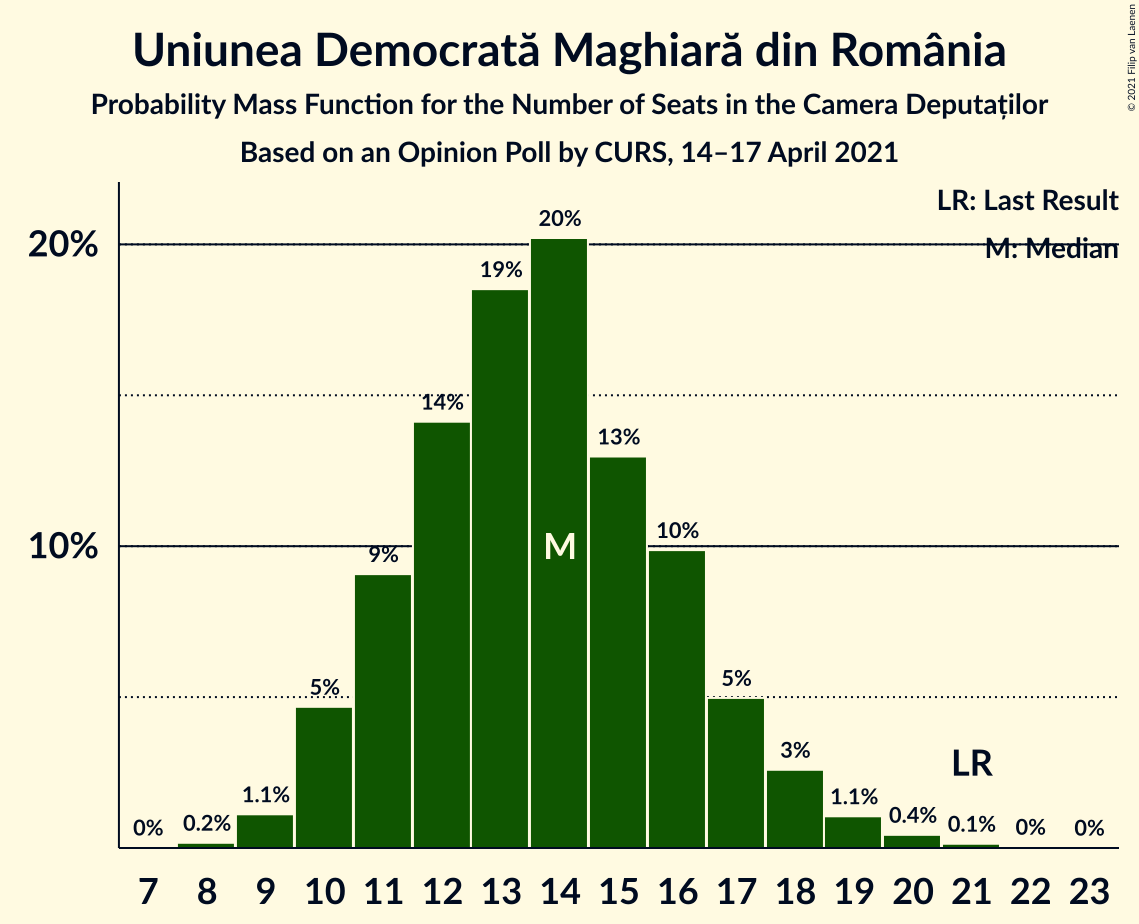 Uniunea Democrată Maghiară din România
Probability Mass Function for the Number of Seats in the Camera Deputaților
Based on an Opinion Poll by CURS, 14–17 April 2021
© 2021 Filip van Laenen
LR: Last Result
M: Median
20%
10%
0%
0.2%
1.1%
5%
9%
14%
19%
20%
13%
10%
5%
3%
1.1%
0.4%
0.1%
0%
0%
M
LR
7 8 9 10 11 12 13 14 15 16 17 18 19 20 21 22 23